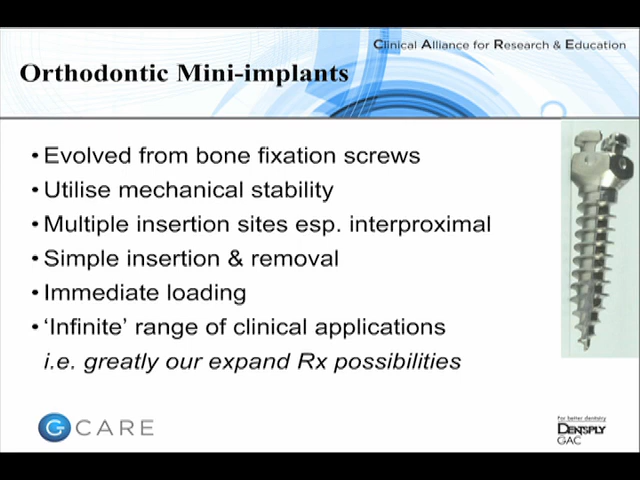 Clinical Alliance for Research & Education
Orthodontic Mini-implants
• Evolved from bone fixation screws
• Utilise mechanical stability
• Multiple insertion sites esp. interproximal
• Simple insertion & removal
• Immediate loading
• ‘Infinite’ range of clinical applications
i.e. greatly our expand Rx possibilities
G CARE
For better dentistry
DENTSPLY
GAC